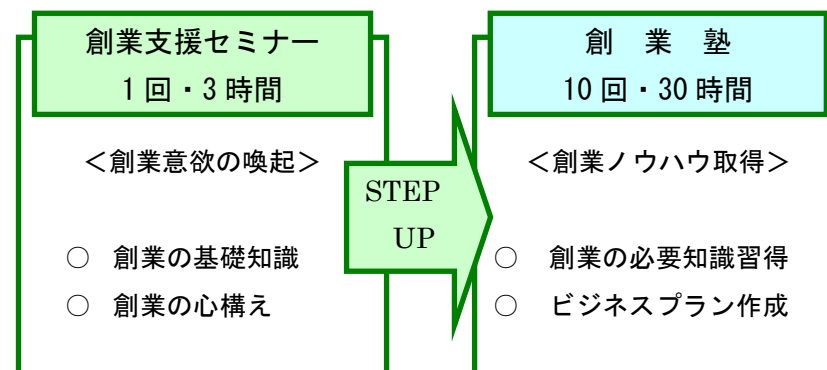 創業支援セミナー
1回・3時間
＜創業意欲の喚起＞
○ 創業の基礎知識
○ 創業の心構え
STEP
UP
創 業 塾
10回・30時間
＜創業ノウハウ取得＞
○ 創業の必要知識習得
○ ビジネスプラン作成